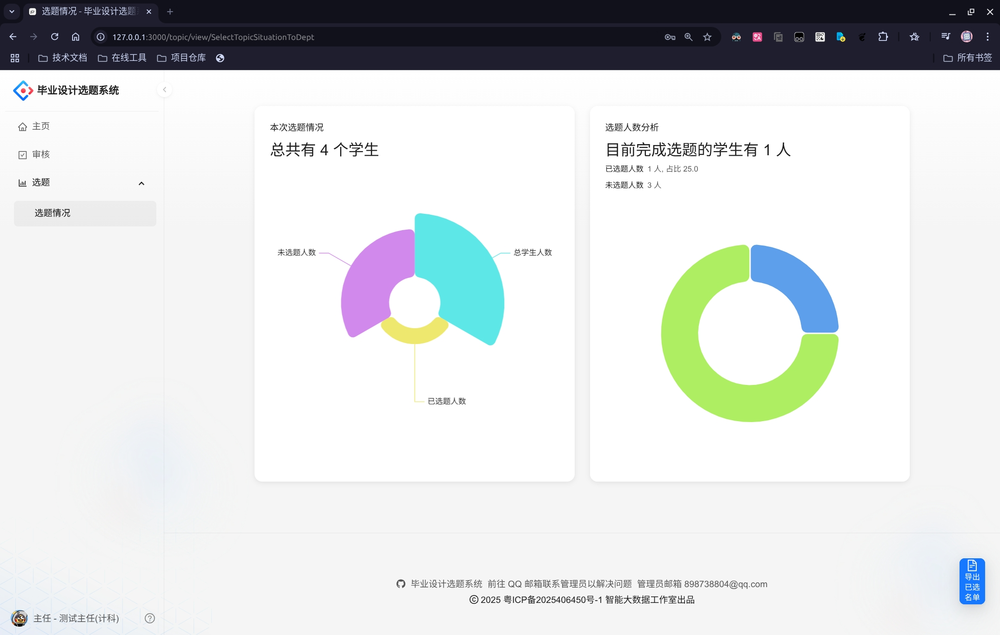 选题情况 - 毕业设计选题
127.0.0.1:3000/topic/view/SelectTopicSituationToDept
技术文档
在线工具
项目仓库
所有书签
毕业设计选题系统
主页
审核
选题
选题情况
本次选题情况
总共有 4 个学生
未选题人数
总学生人数
已选题人数
选题人数分析
目前完成选题的学生有 1 人
已选题人数 1 人, 占比 25.0
未选题人数 3 人
毕业设计选题系统 前往 QQ 邮箱联系管理员以解决问题 管理员邮箱 898738804@qq.com
© 2025 粤ICP备2025406450号-1 智能大数据工作室出品
导出
已选
名单
主任 - 测试主任(计科)